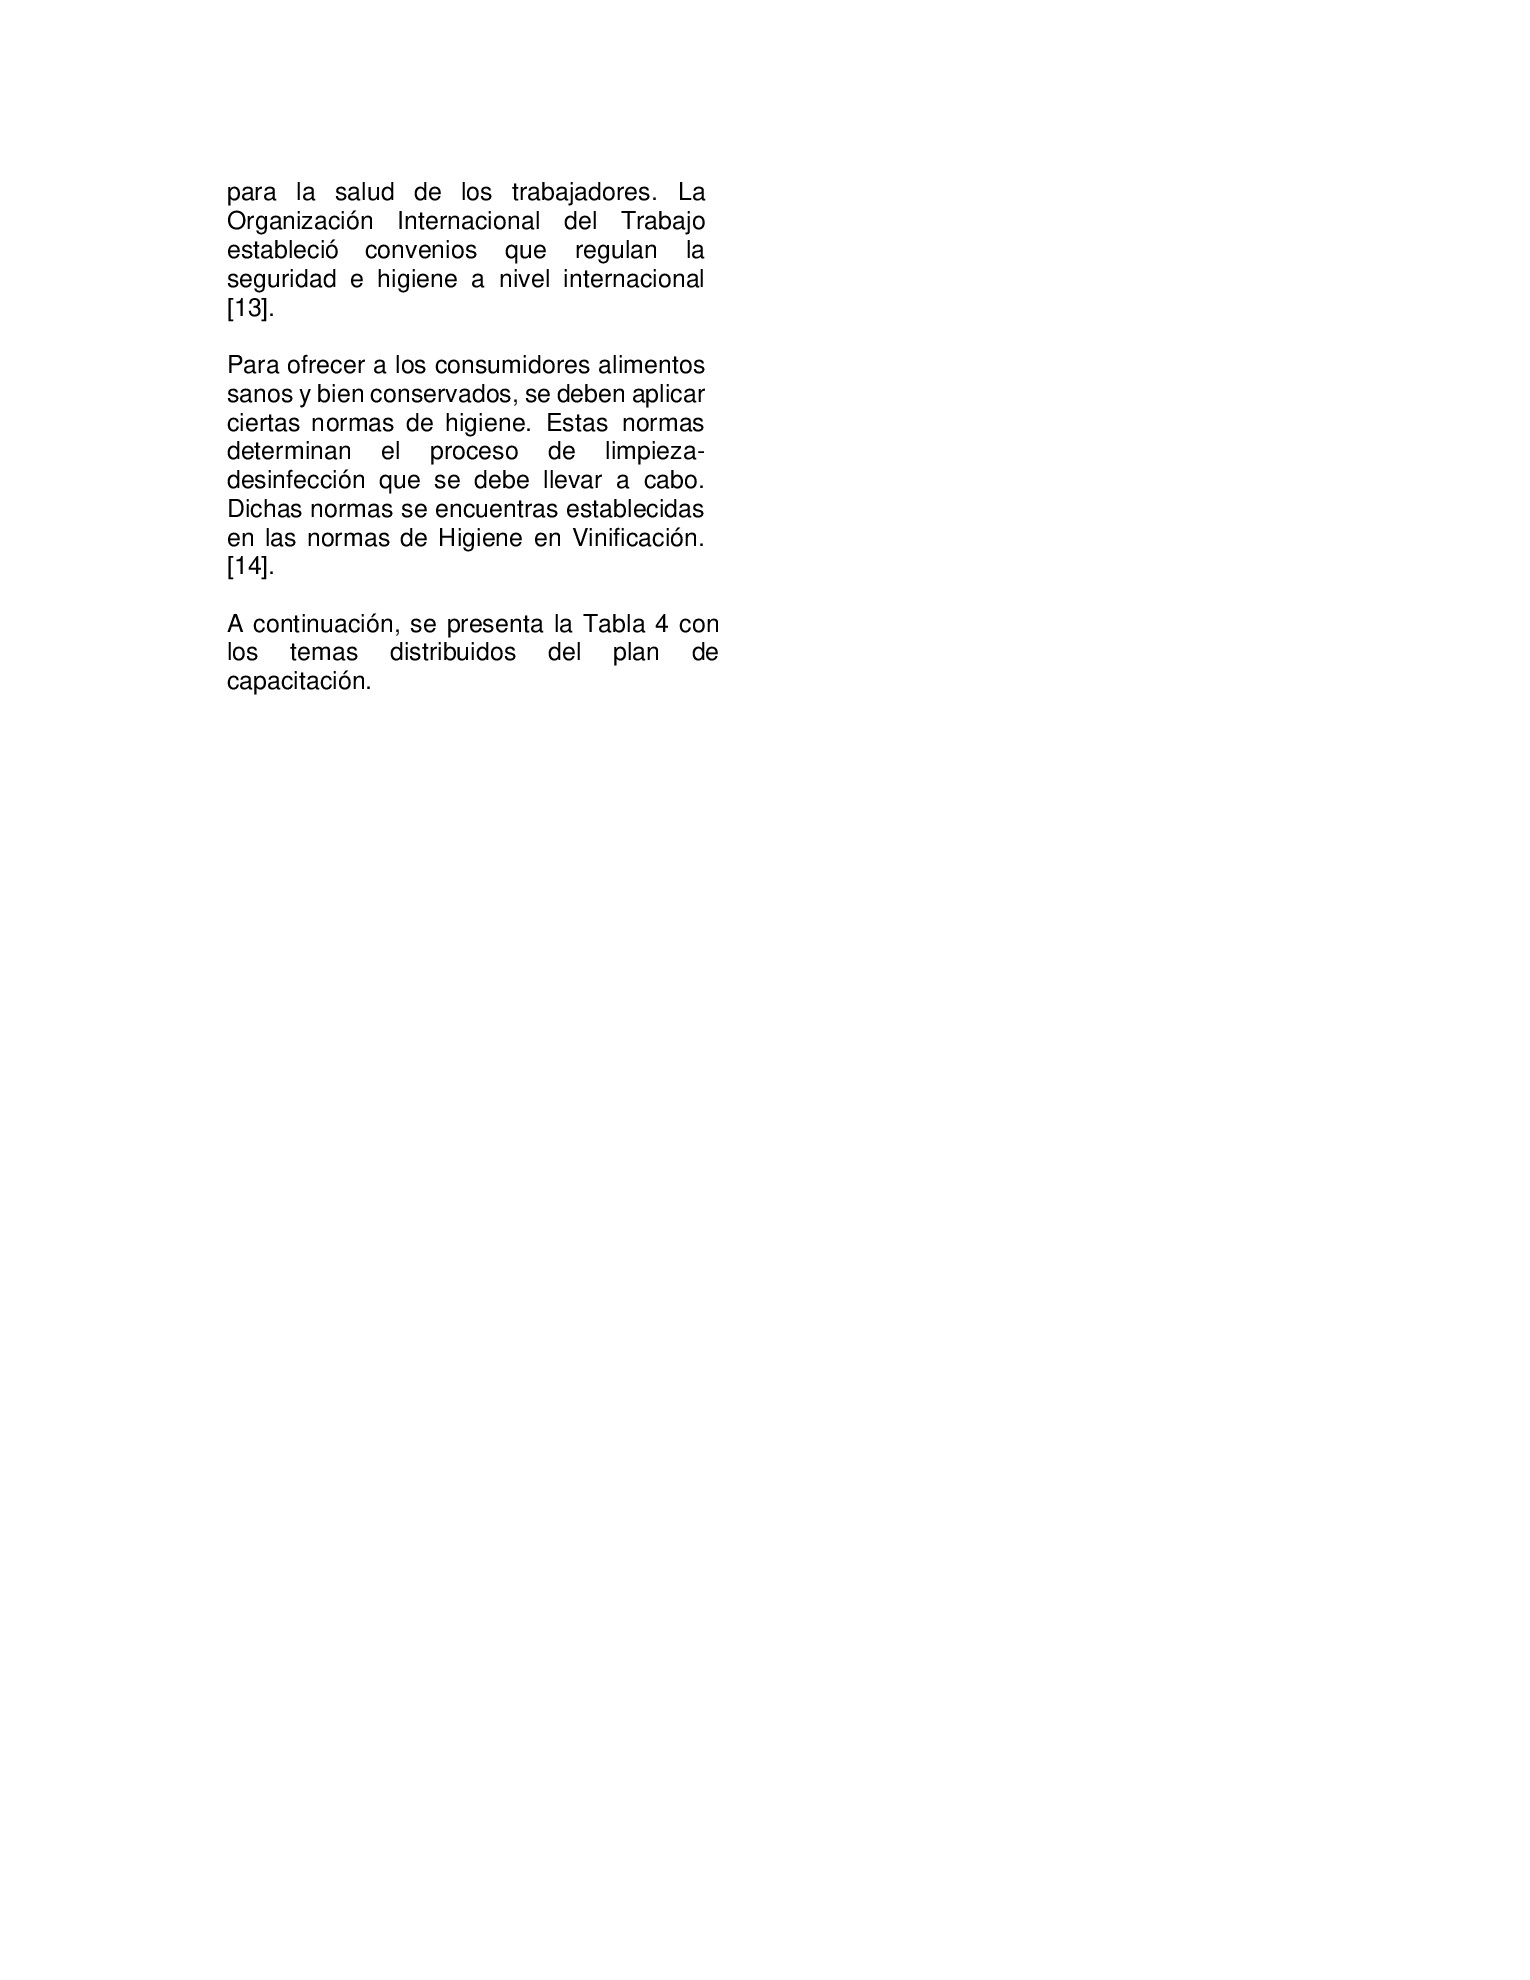 para la salud de los trabajadores. La
Organización Internacional del Trabajo
estableció convenios que regulan la
seguridad e higiene a nivel internacional
[13].
Para ofrecer a los consumidores alimentos
sanos y bien conservados, se deben aplicar
ciertas normas de higiene. Estas normas
determinan el proceso de limpieza-
desinfección que se debe llevar a cabo.
Dichas normas se encuentras establecidas
en las normas de Higiene en Vinificación.
[14].
A continuación, se presenta la Tabla 4 con
los temas distribuidos del plan de
capacitación.